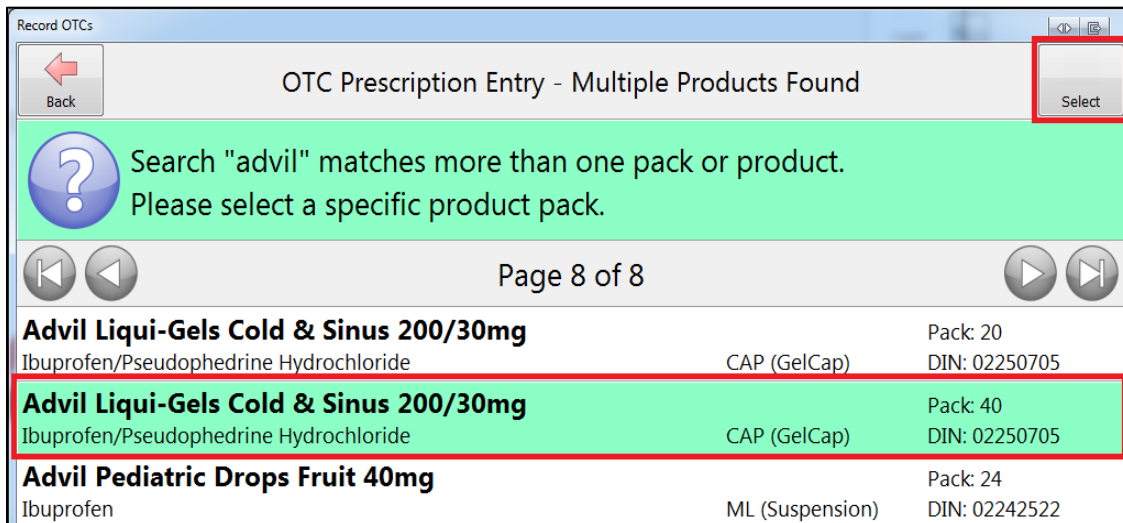 Record OTCs
Back
OTC Prescription Entry - Multiple Products Found
Select
Search "advil" matches more than one pack or product.
Please select a specific product pack.
Page 8 of 8
Advil Liqui-Gels Cold & Sinus 200/30mg Pack: 20
Ibuprofen/Pseudophedrine Hydrochloride CAP (GelCap) DIN: 02250705
Advil Liqui-Gels Cold & Sinus 200/30mg Pack: 40
Ibuprofen/Pseudophedrine Hydrochloride CAP (GelCap) DIN: 02250705
Advil Pediatric Drops Fruit 40mg Pack: 24
Ibuprofen ML (Suspension) DIN: 02242522